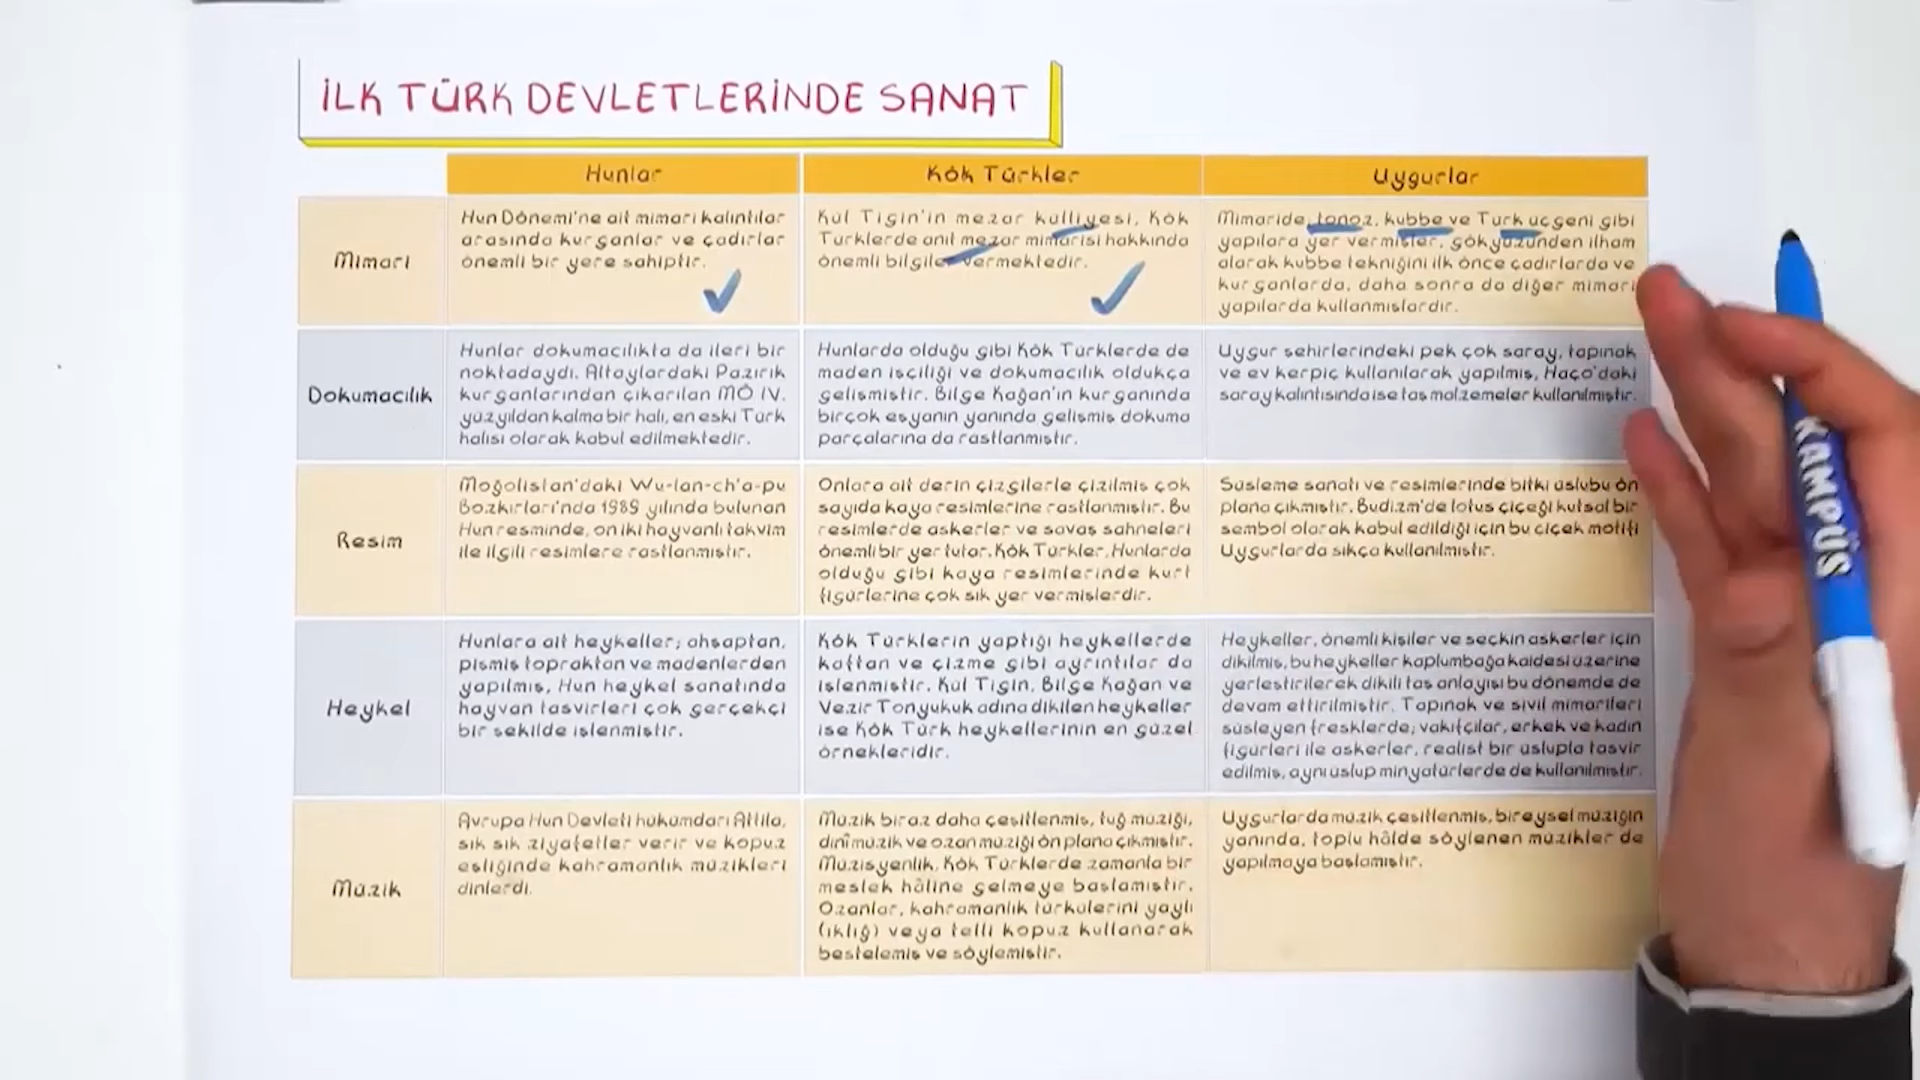 İLK TÜRK DEVLETLERİNDE SANAT
Hunlar
Kök Türkler
Uygurlar
Mimari
Hun Dönemi'ne ait mimari kalıntılar
arasında kurganlar ve çadırlar
önemli bir yere sahiptir.
Kül Tigin'in mezar külliyesi, Kök
Türklerde anıt mezar mimarisi hakkında
önemli bilgiler vermektedir.
Mimaride, tonoz, kubbe ve Türk üçgeni gibi
yapılara yer vermişler, gökyüzünden ilham
alarak kubbe tekniğini ilk önce çadırlarda ve
kurganlarda, daha sonra da diğer mimari
yapılarda kullanmışlardır.
Dokumacılık
Hunlar dokumacılıkta da ileri bir
noktadaydı. Altaylardaki Pazırık
kurganlarından çıkarılan MÖ IV.
yüzyıldan kalma bir halı, en eski Türk
halısı olarak kabul edilmektedir.
Hunlarda olduğu gibi Kök Türklerde de
maden işçiliği ve dokumacılık oldukça
gelişmiştir. Bilge Kağan'ın kurganında
birçok eşyanın yanında gelişmiş dokuma
parçalarına da rastlanmıştır.
Uygur şehirlerindeki pek çok saray, tapınak
ve ev kerpiç kullanılarak yapılmış, Haço'daki
saray kalıntısında ise taş malzemeler kullanılmıştır.
Resim
Moğolistan'daki Wu-lan-ch'a-pu
Bozkırları'nda 1989 yılında bulunan
Hun resminde, on iki hayvanlı takvim
ile ilgili resimlere rastlanmıştır.
Onlara ait derin çizgilerle çizilmiş çok
sayıda kaya resimlerine rastlanmıştır. Bu
resimlerde askerler ve savaş sahneleri
önemli bir yer tutar. Kök Türkler, Hunlarda
olduğu gibi kaya resimlerinde kurt
figürlerine çok sık yer vermişlerdir.
Süsleme sanatı ve resimlerinde bitki üslubu ön
plana çıkmıştır. Budizm'de lotus çiçeği kutsal bir
sembol olarak kabul edildiği için bu çiçek motifi
Uygurlarda sıkça kullanılmıştır.
Heykel
Hunlara ait heykeller; ahşaptan,
pişmiş topraktan ve madenlerden
yapılmış, Hun heykel sanatında
hayvan tasvirleri çok gerçekçi
bir şekilde işlenmiştir.
Kök Türklerin yaptığı heykellerde
kaftan ve çizme gibi ayrıntılar da
işlenmiştir. Kül Tigin, Bilge Kağan ve
Vezir Tonyukuk adına dikilen heykeller
ise Kök Türk heykellerinin en güzel
örnekleridir.
Heykeller, önemli kişiler ve seçkin askerler için
dikilmiş, bu heykeller kaplumbağa kaidesi üzerine
yerleştirilerek dikili taş anlayışı bu dönemde de
devam ettirilmiştir. Tapınak ve sivil mimarileri
süsleyen fresklerde; vakıfçılar, erkek ve kadın
figürleri ile askerler, realist bir üslupla tasvir
edilmiş, aynı üslup minyatürlerde de kullanılmıştır.
Müzik
Avrupa Hun Devleti hükümdarı Attila,
sık sık ziyafetler verir ve kopuz
eşliğinde kahramanlık müzikleri
dinlerdi.
Müzik biraz daha çeşitlenmiş, tuğ müziği,
dinî müzik ve ozan müziği ön plana çıkmıştır.
Müzisyenlik, Kök Türklerde zamanla bir
meslek hâline gelmeye başlamıştır.
Ozanlar, kahramanlık türkülerini yaylı
(ıklığ) veya telli kopuz kullanarak
bestelemiş ve söylemiştir.
Uygurlarda müzik çeşitlenmiş, bireysel müziğin
yanında, toplu hâlde söylenen müzikler de
yapılmaya başlamıştır.
KAMPÜS